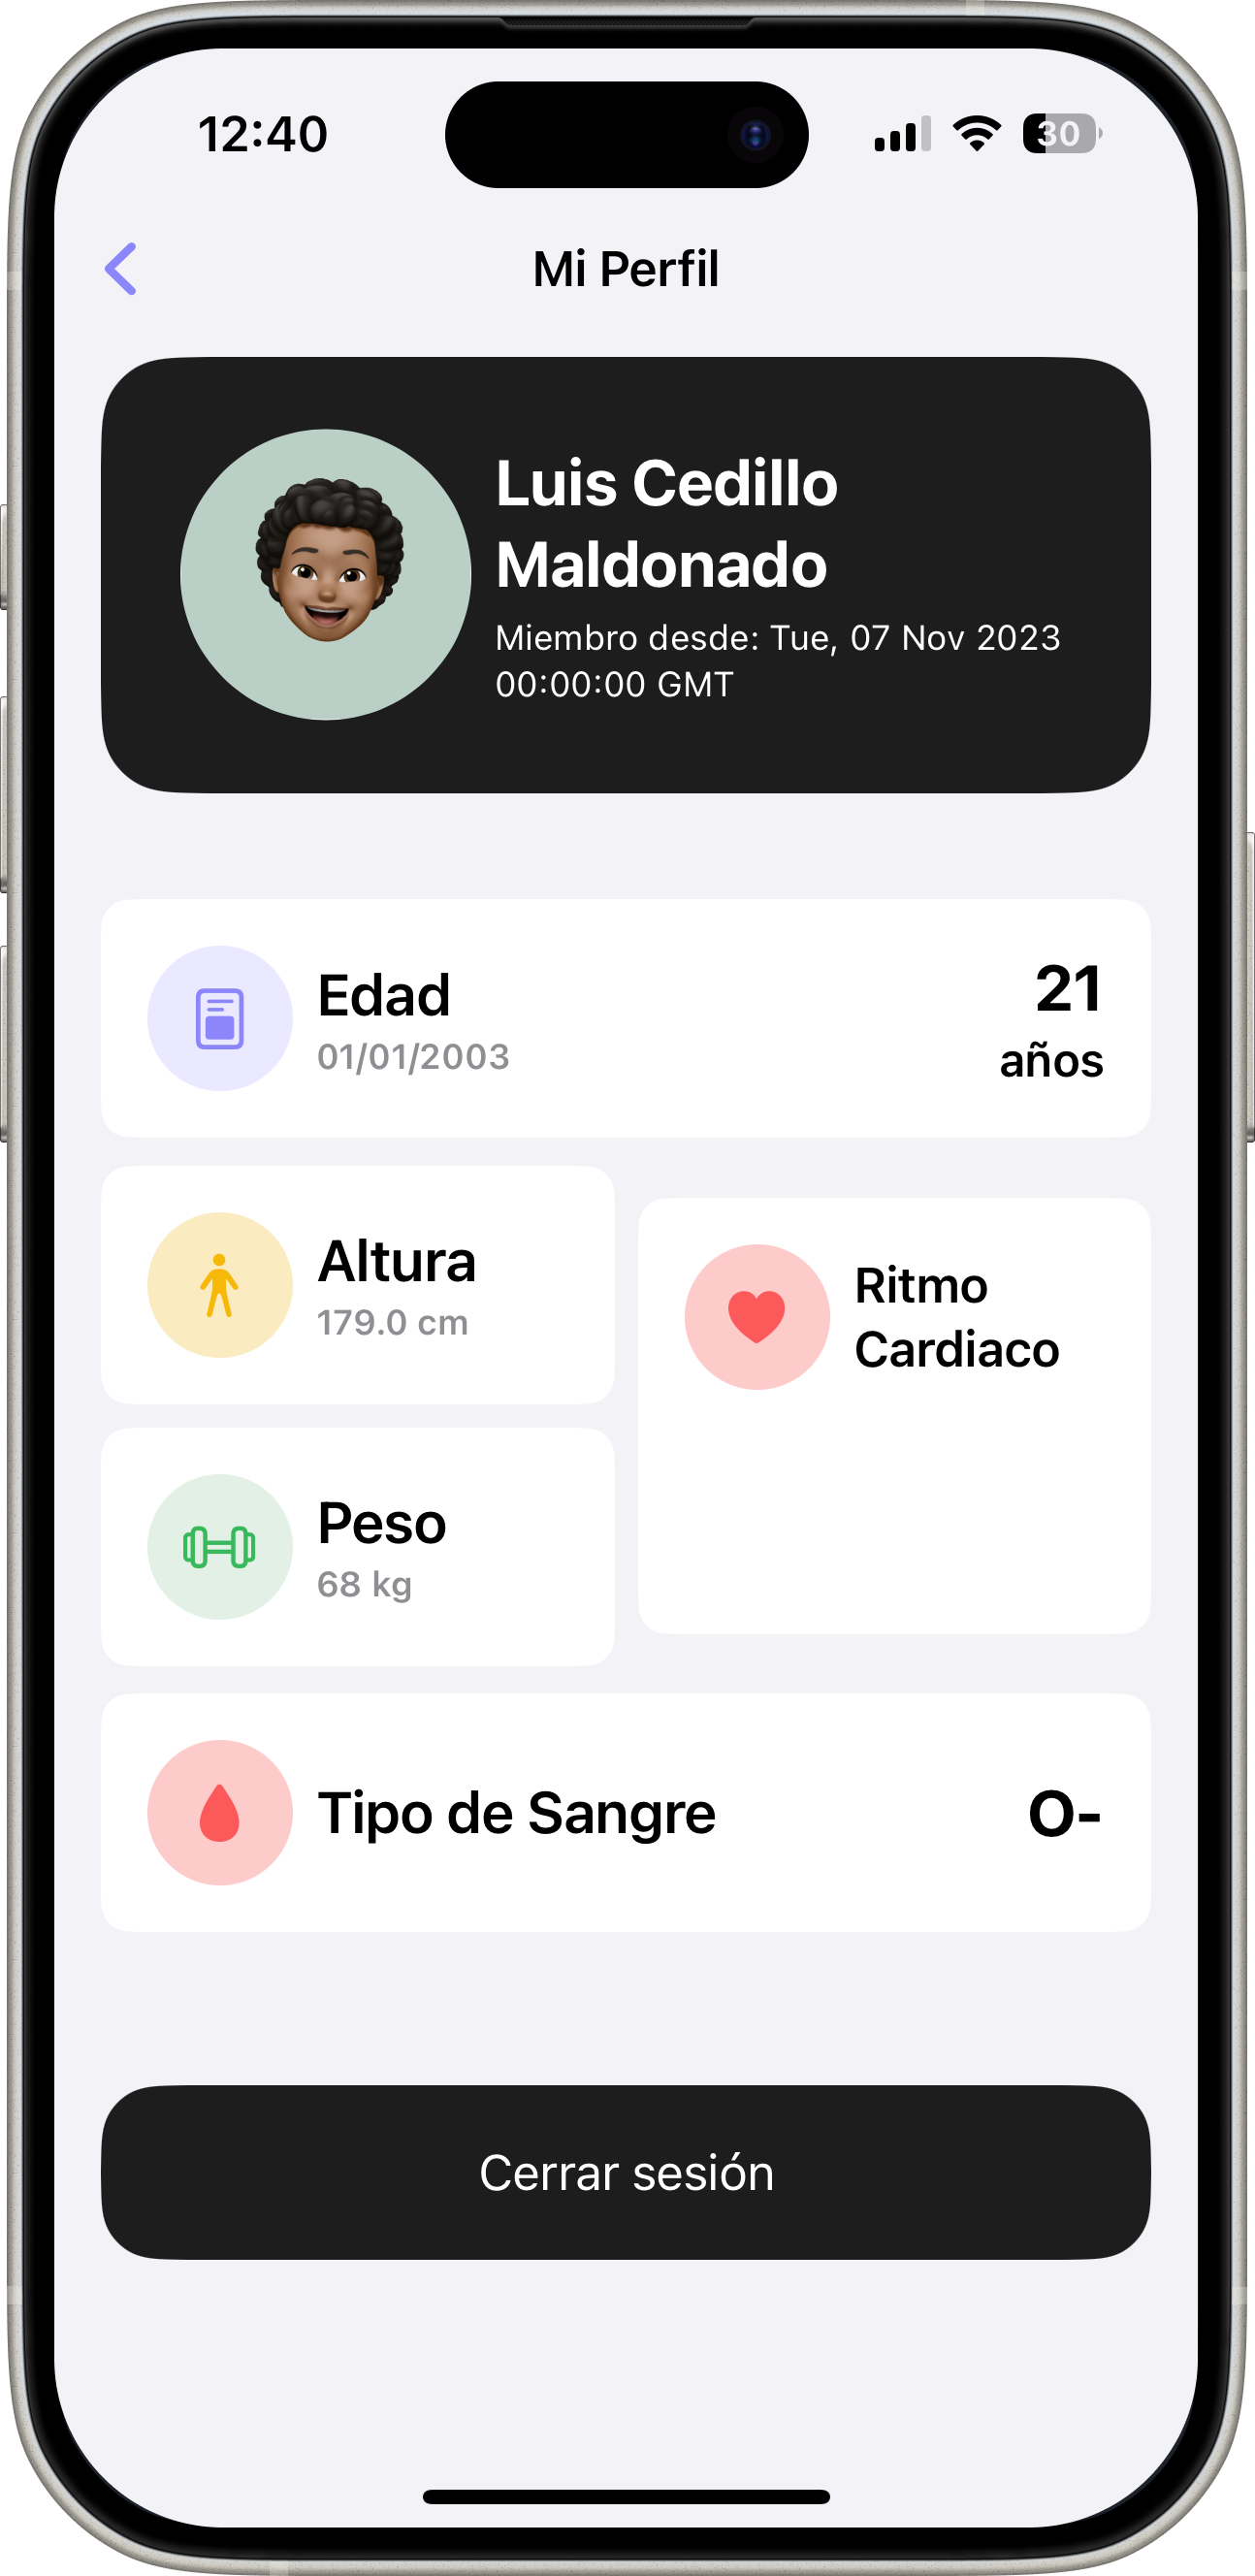 12:40
30
Mi Perfil
Luis Cedillo
Maldonado
Miembro desde: Tue, 07 Nov 2023
00:00:00 GMT
Edad
01/01/2003
21
años
Altura
179.0 cm
Ritmo
Cardiaco
Peso
68 kg
Tipo de Sangre
O-
Cerrar sesión